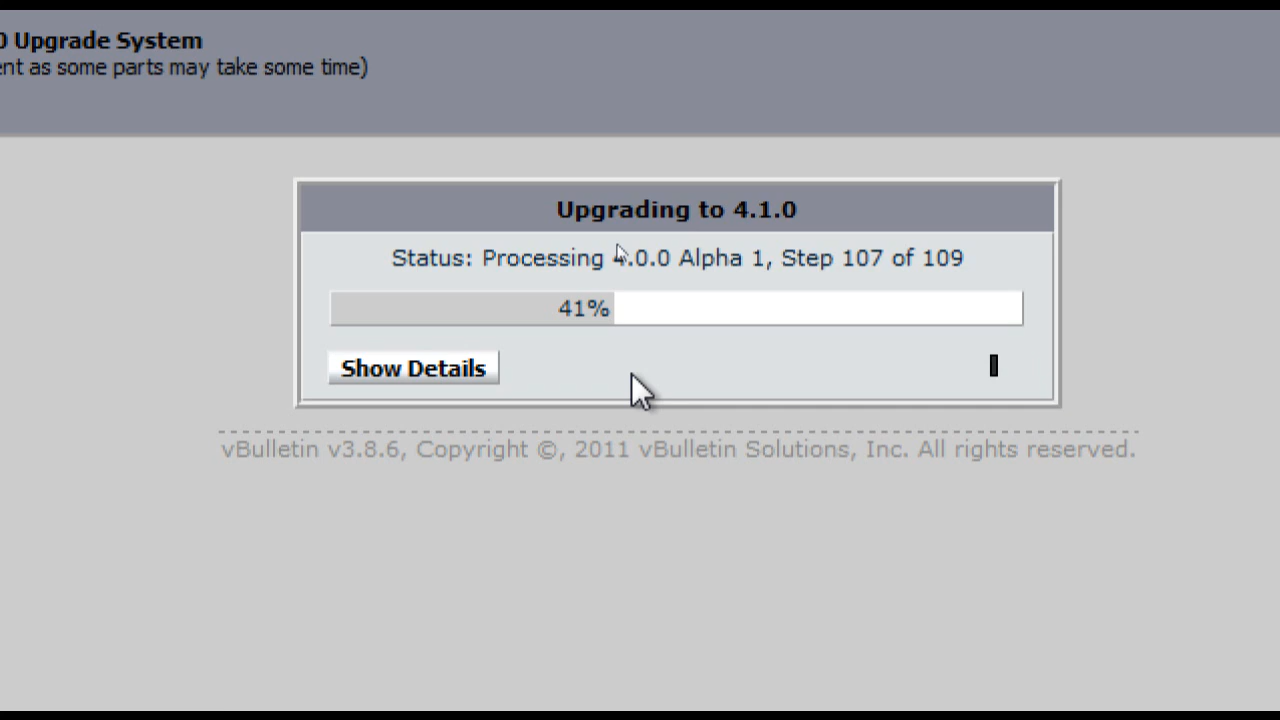 0 Upgrade System
ent as some parts may take some time)
Upgrading to 4.1.0
Status: Processing 4.0.0 Alpha 1, Step 107 of 109
41%
Show Details
vBulletin v3.8.6, Copyright ©, 2011 vBulletin Solutions, Inc. All rights reserved.